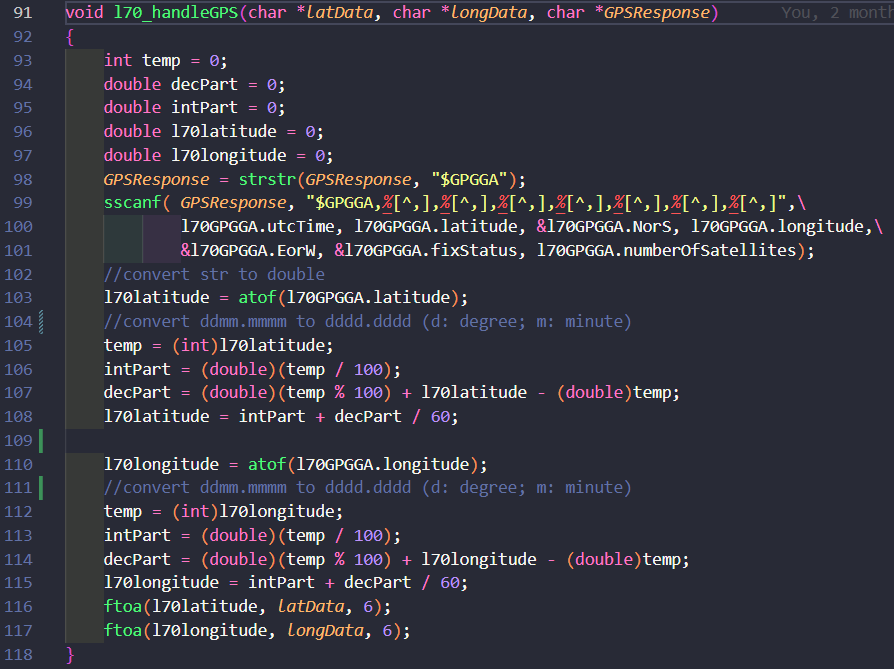 91 void l70_handleGPS(char *latData, char *longData, char *GPSResponse) You, 2 month
92 {
93 int temp = 0;
94 double decPart = 0;
95 double intPart = 0;
96 double l70latitude = 0;
97 double l70longitude = 0;
98 GPSResponse = strstr(GPSResponse, "$GPGGA");
99 sscanf( GPSResponse, "$GPGGA,%[^,],%[^,],%[^,],%[^,],%[^,],%[^,],%[^,]",\
100 l70GPGGA.utcTime, l70GPGGA.latitude, &l70GPGGA.NorS, l70GPGGA.longitude,\
101 &l70GPGGA.EorW, &l70GPGGA.fixStatus, l70GPGGA.numberOfSatellites);
102 //convert str to double
103 l70latitude = atof(l70GPGGA.latitude);
104 //convert ddmm.mmmm to dddd.dddd (d: degree; m: minute)
105 temp = (int)l70latitude;
106 intPart = (double)(temp / 100);
107 decPart = (double)(temp % 100) + l70latitude - (double)temp;
108 l70latitude = intPart + decPart / 60;
109
110 l70longitude = atof(l70GPGGA.longitude);
111 //convert ddmm.mmmm to dddd.dddd (d: degree; m: minute)
112 temp = (int)l70longitude;
113 intPart = (double)(temp / 100);
114 decPart = (double)(temp % 100) + l70longitude - (double)temp;
115 l70longitude = intPart + decPart / 60;
116 ftoa(l70latitude, latData, 6);
117 ftoa(l70longitude, longData, 6);
118 }